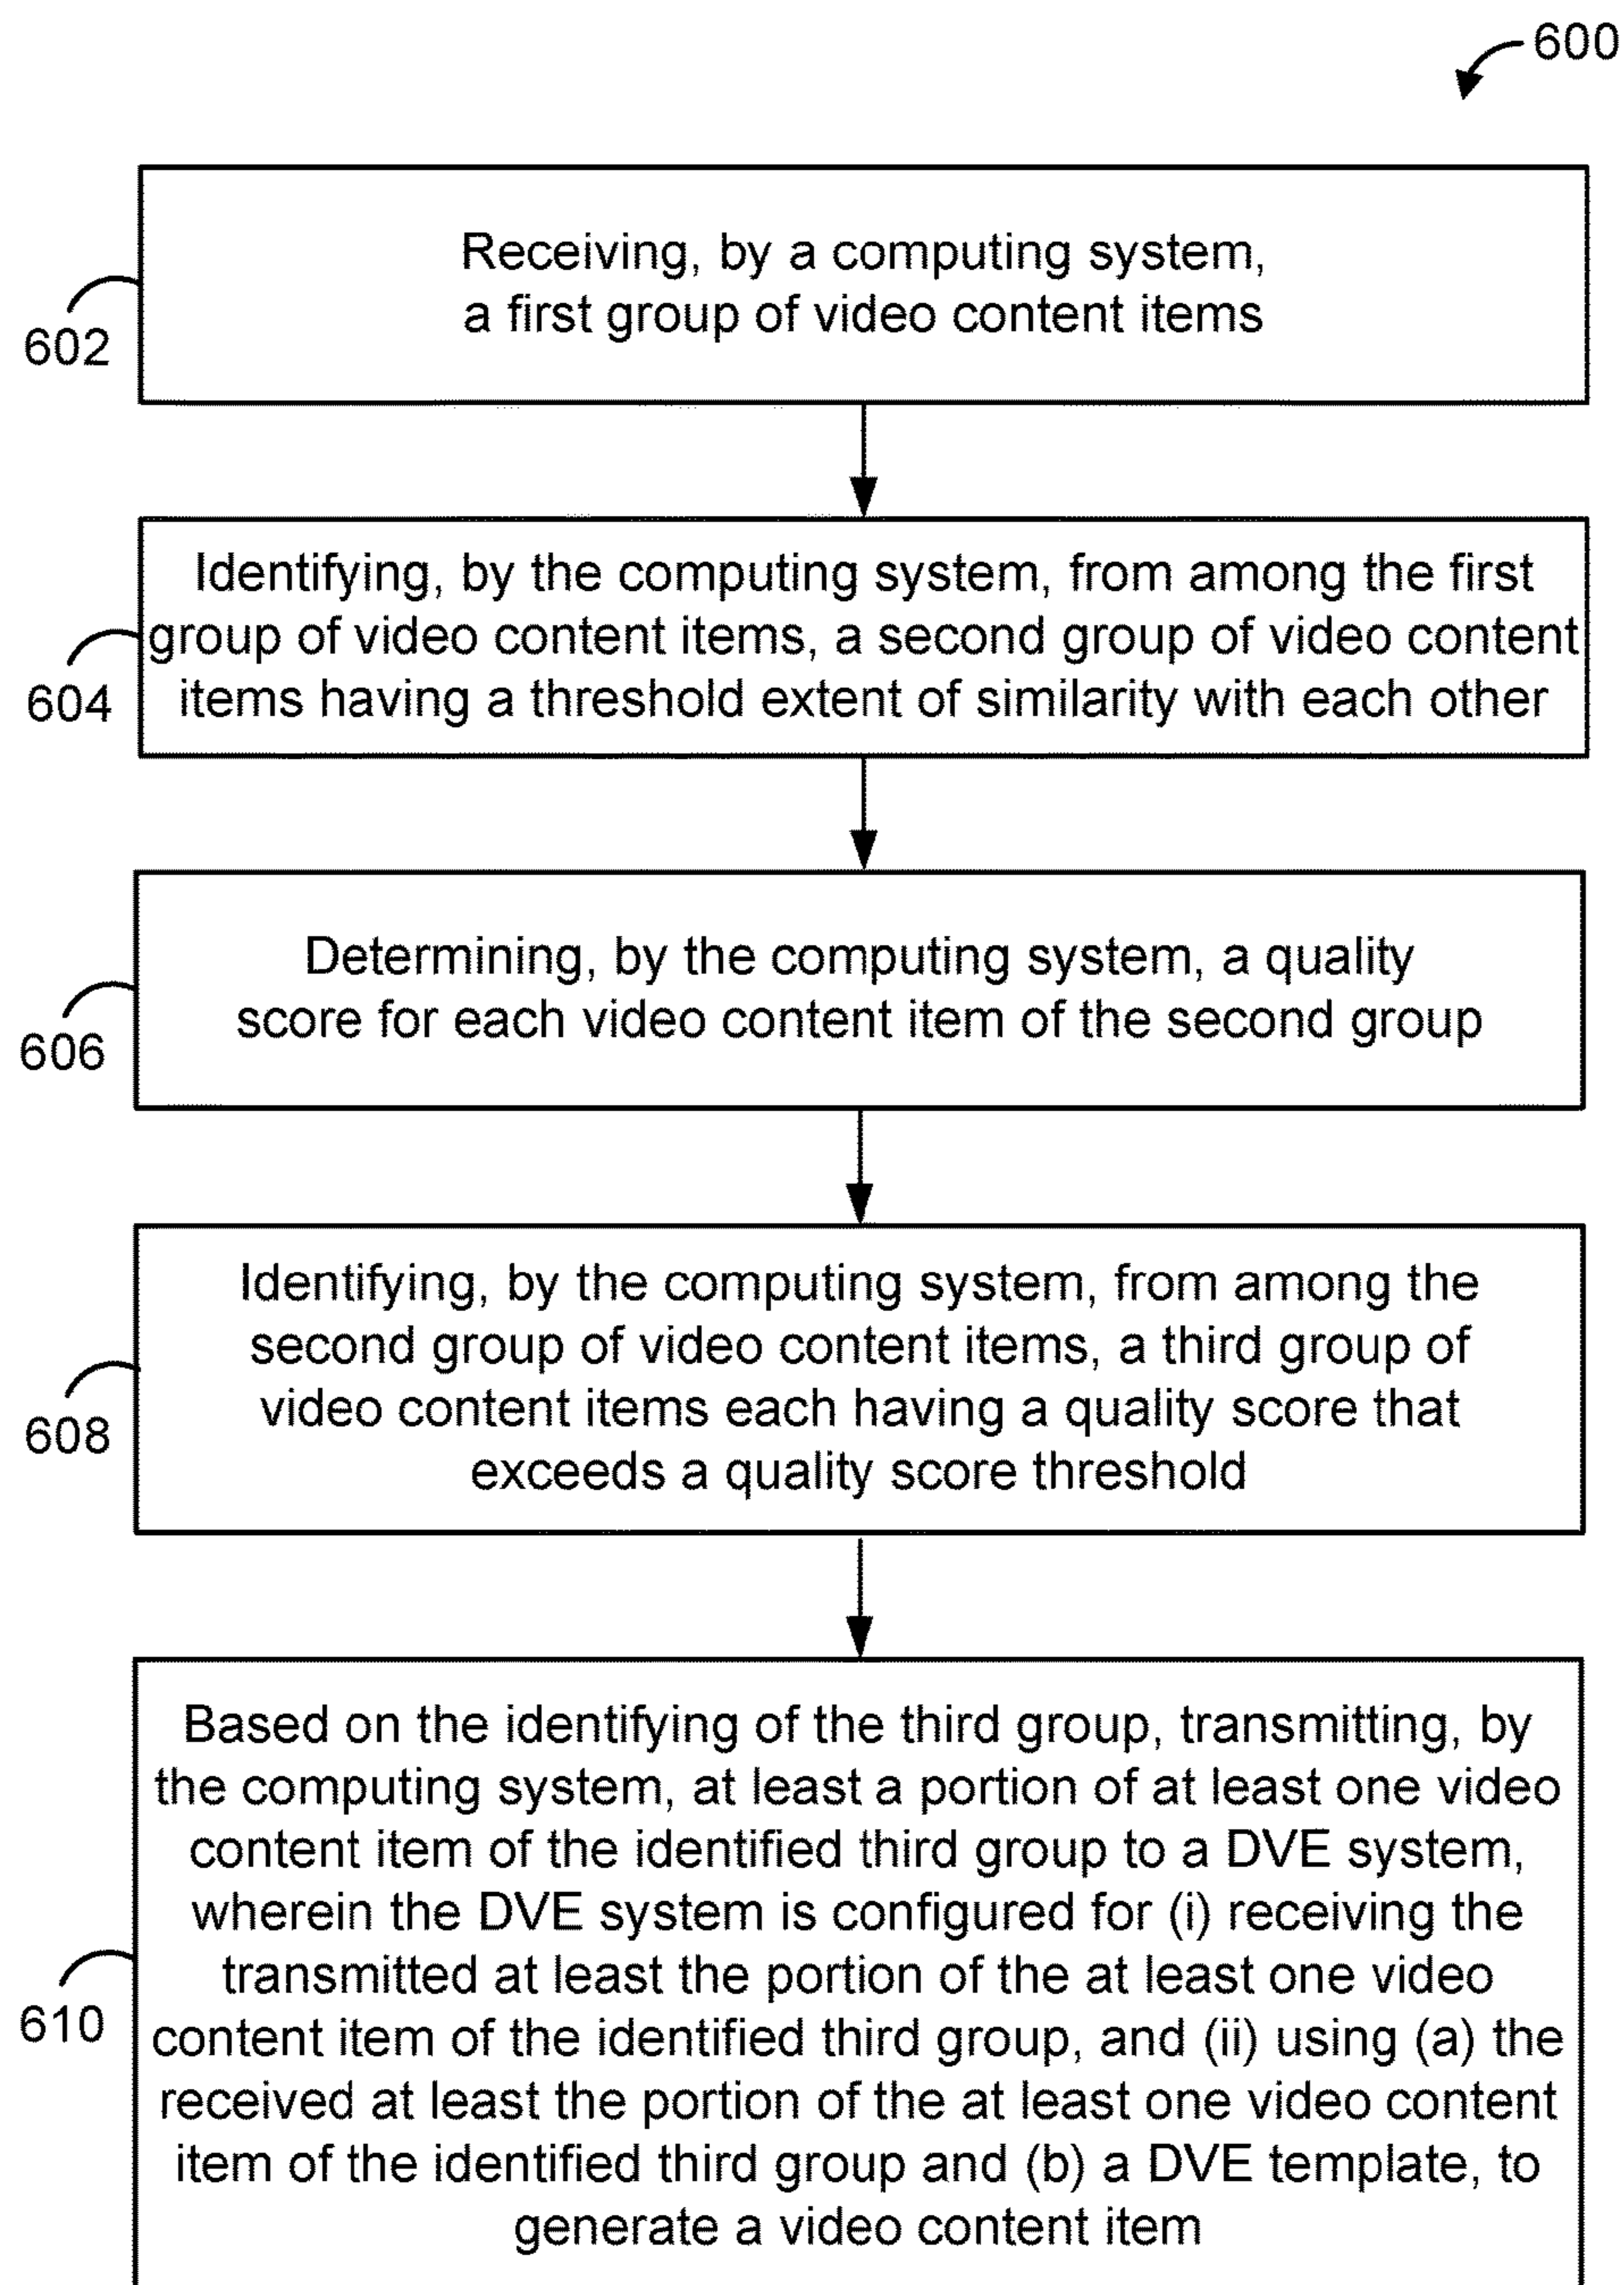 600
Receiving, by a computing system,
a first group of video content items
602
Identifying, by the computing system, from among the first
group of video content items, a second group of video content
items having a threshold extent of similarity with each other
604
Determining, by the computing system, a quality
score for each video content item of the second group
606
Identifying, by the computing system, from among the
second group of video content items, a third group of
video content items each having a quality score that
exceeds a quality score threshold
608
Based on the identifying of the third group, transmitting, by
the computing system, at least a portion of at least one video
content item of the identified third group to a DVE system,
wherein the DVE system is configured for (i) receiving the
transmitted at least the portion of the at least one video
content item of the identified third group, and (ii) using (a) the
received at least the portion of the at least one video content
item of the identified third group and (b) a DVE template, to
generate a video content item
610